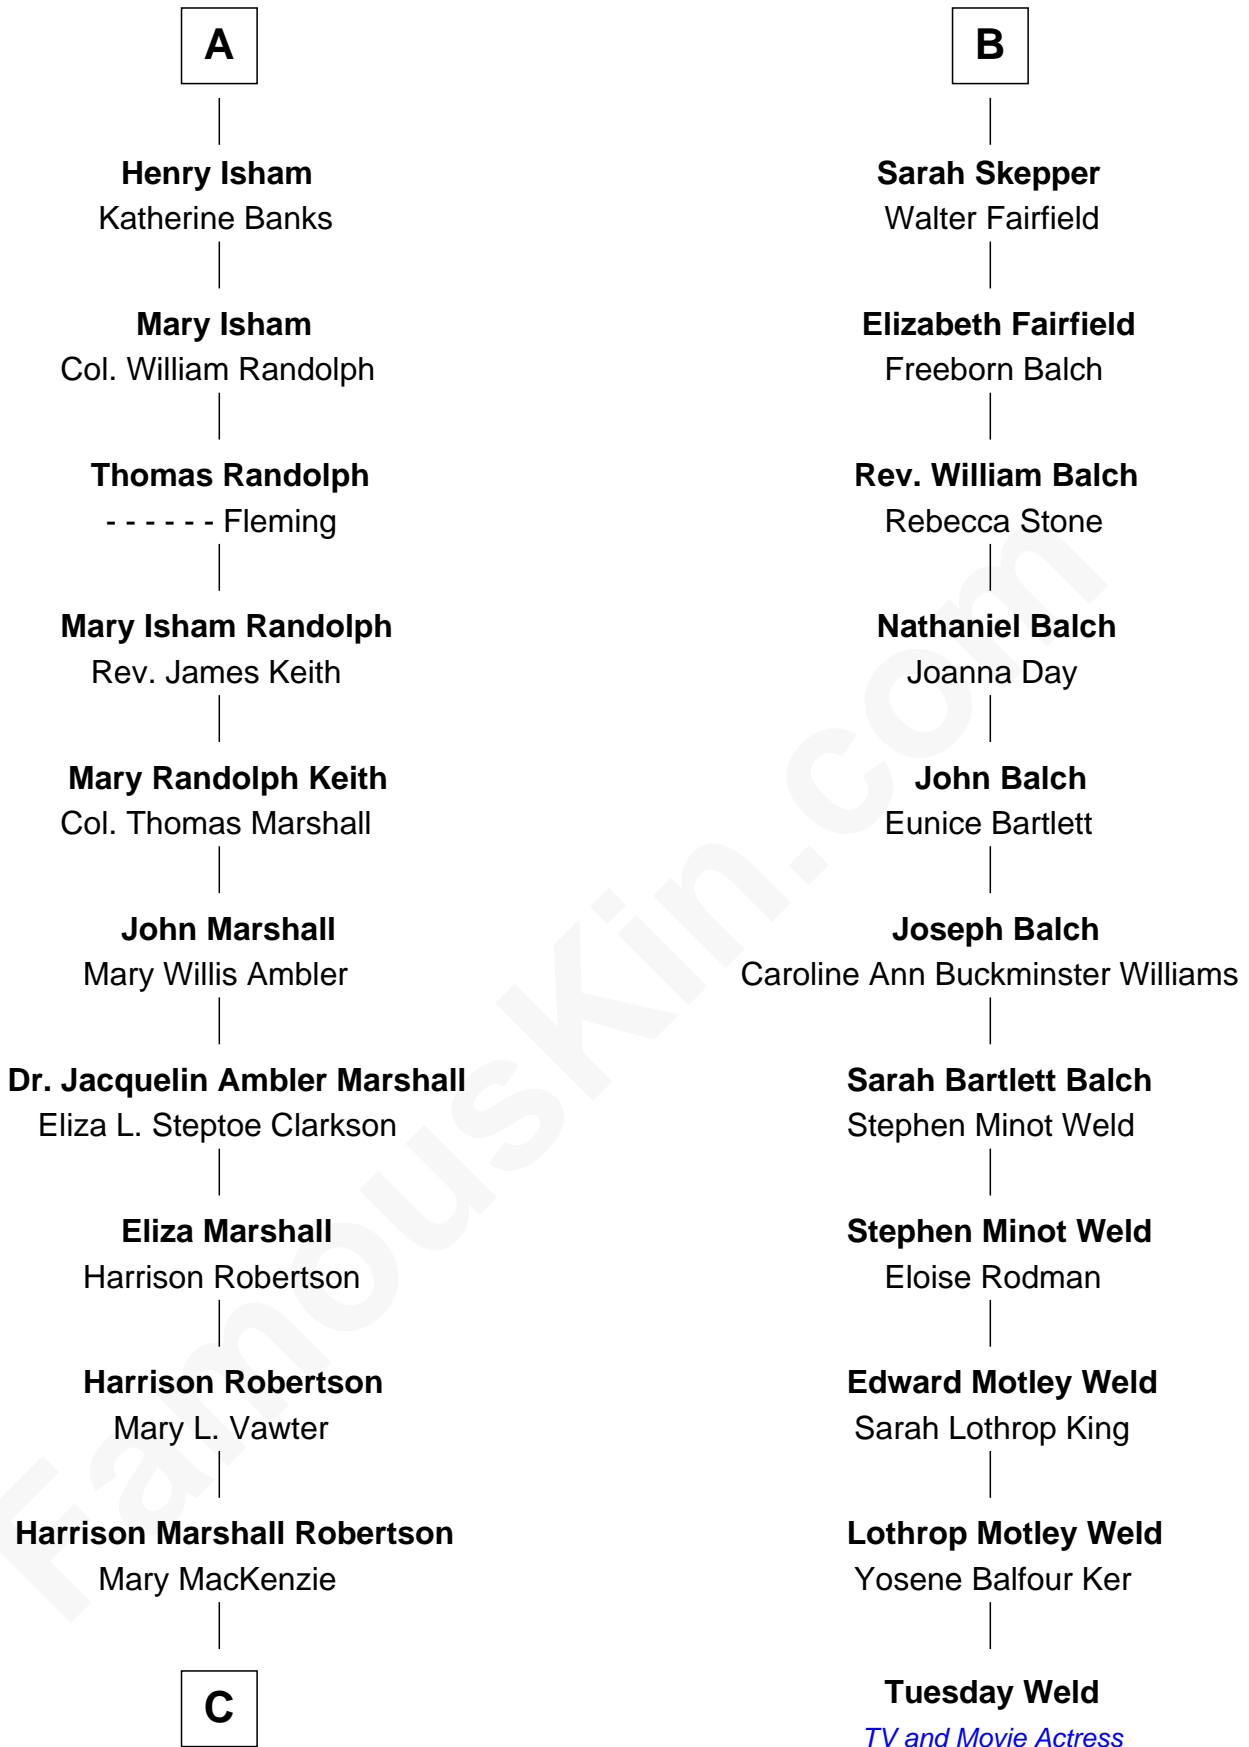 A
Henry Isham
Katherine Banks
Mary Isham
Col. William Randolph
Thomas Randolph
- - - - - - Fleming
Mary Isham Randolph
Rev. James Keith
Mary Randolph Keith
Col. Thomas Marshall
John Marshall
Mary Willis Ambler
Dr. Jacquelin Ambler Marshall
Eliza L. Steptoe Clarkson
Eliza Marshall
Harrison Robertson
Harrison Robertson
Mary L. Vawter
Harrison Marshall Robertson
Mary MacKenzie
C
B
Sarah Skepper
Walter Fairfield
Elizabeth Fairfield
Freeborn Balch
Rev. William Balch
Rebecca Stone
Nathaniel Balch
Joanna Day
John Balch
Eunice Bartlett
Joseph Balch
Caroline Ann Buckminster Williams
Sarah Bartlett Balch
Stephen Minot Weld
Stephen Minot Weld
Eloise Rodman
Edward Motley Weld
Sarah Lothrop King
Lothrop Motley Weld
Yosene Balfour Ker
Tuesday Weld
TV and Movie Actress
FamousKin.com